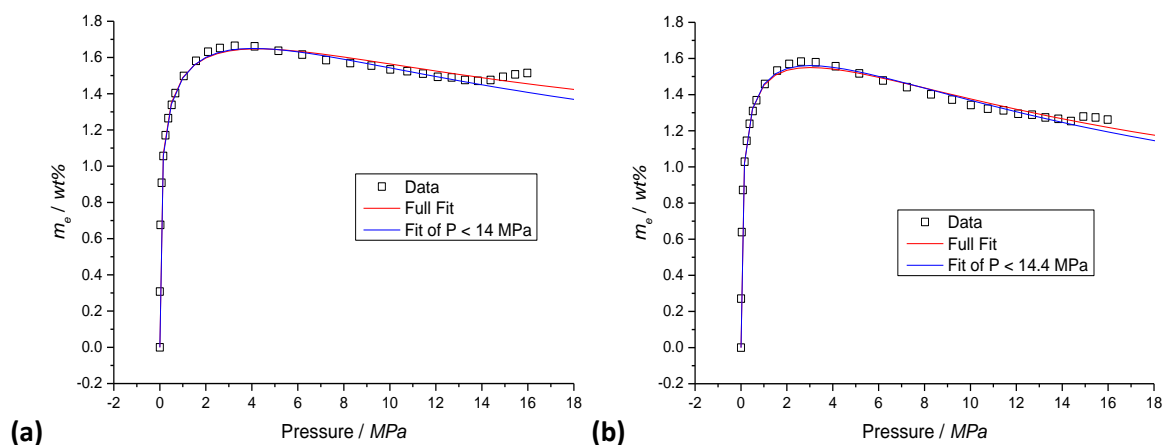 1.8
1.6
1.4
1.2
1.0
0.8
0.6
0.4
0.2
0.0
-0.2
m_e / wt%
Data
Full Fit
Fit of P < 14 MPa
-2 0 2 4 6 8 10 12 14 16 18
Pressure / MPa
(a)
1.8
1.6
1.4
1.2
1.0
0.8
0.6
0.4
0.2
0.0
-0.2
m_e / wt%
Data
Full Fit
Fit of P < 14.4 MPa
-2 0 2 4 6 8 10 12 14 16 18
Pressure / MPa
(b)